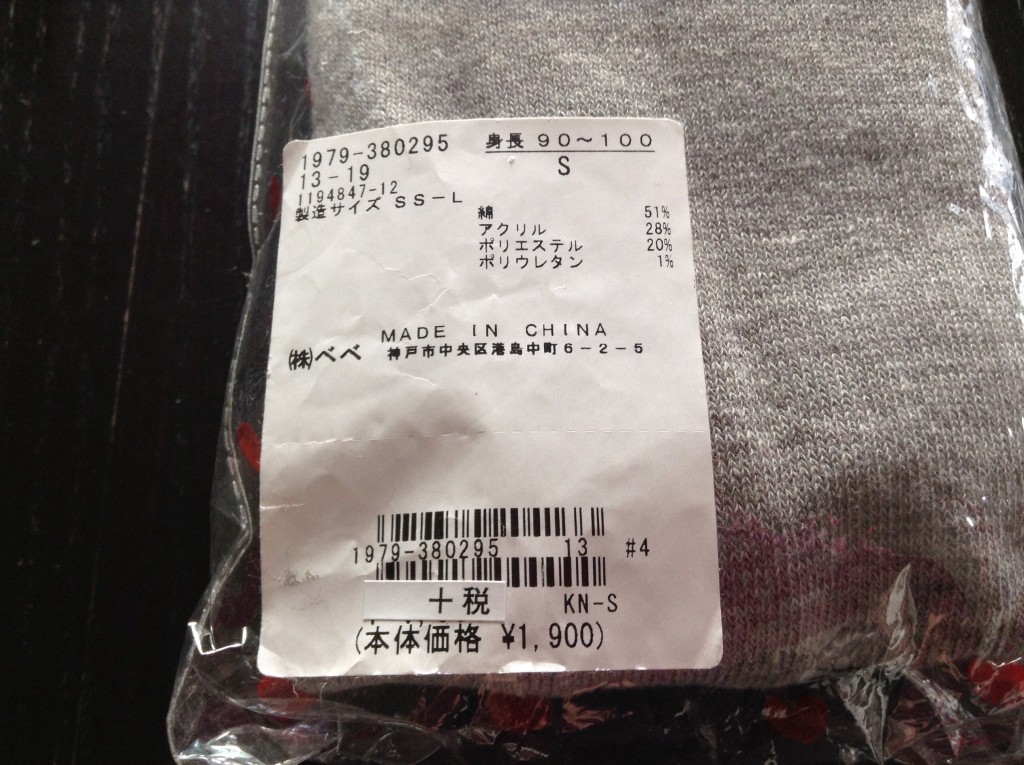 1979-380295
身長 90～100
13-19
S
1194847-12
製造サイズ SS-L
綿 51%
アクリル 28%
ポリエステル 20%
ポリウレタン 1%
MADE IN CHINA
㈱べべ 神戸市中央区港島中町6-2-5
1979-380295 13 #4
+税 KN-S
(本体価格 ¥1,900)